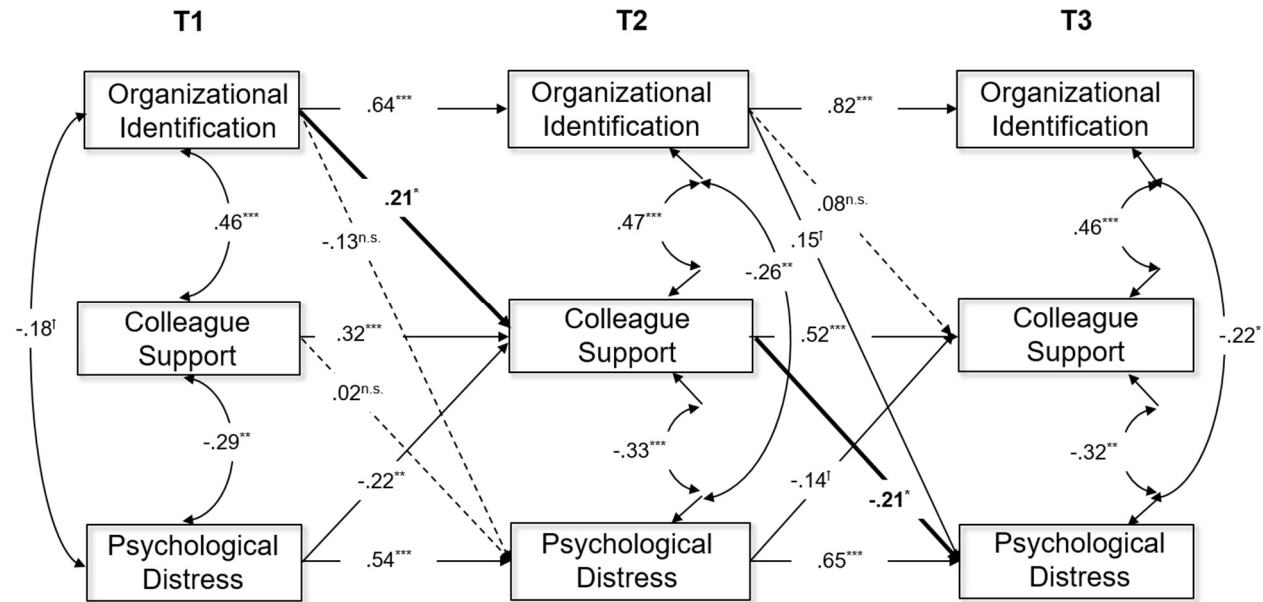 T1
T2
T3
Organizational
Identification
.64***
Organizational
Identification
.82***
Organizational
Identification
.21*
.46***
-.13n.s.
.47***
.08n.s.
.15†
.46***
-.26**
-.18†
Colleague
Support
.32***
Colleague
Support
.52***
Colleague
Support
-.22*
.02n.s.
-.29**
-.22**
-.33***
-.14†
-.21*
-.32**
Psychological
Distress
.54***
Psychological
Distress
.65***
Psychological
Distress